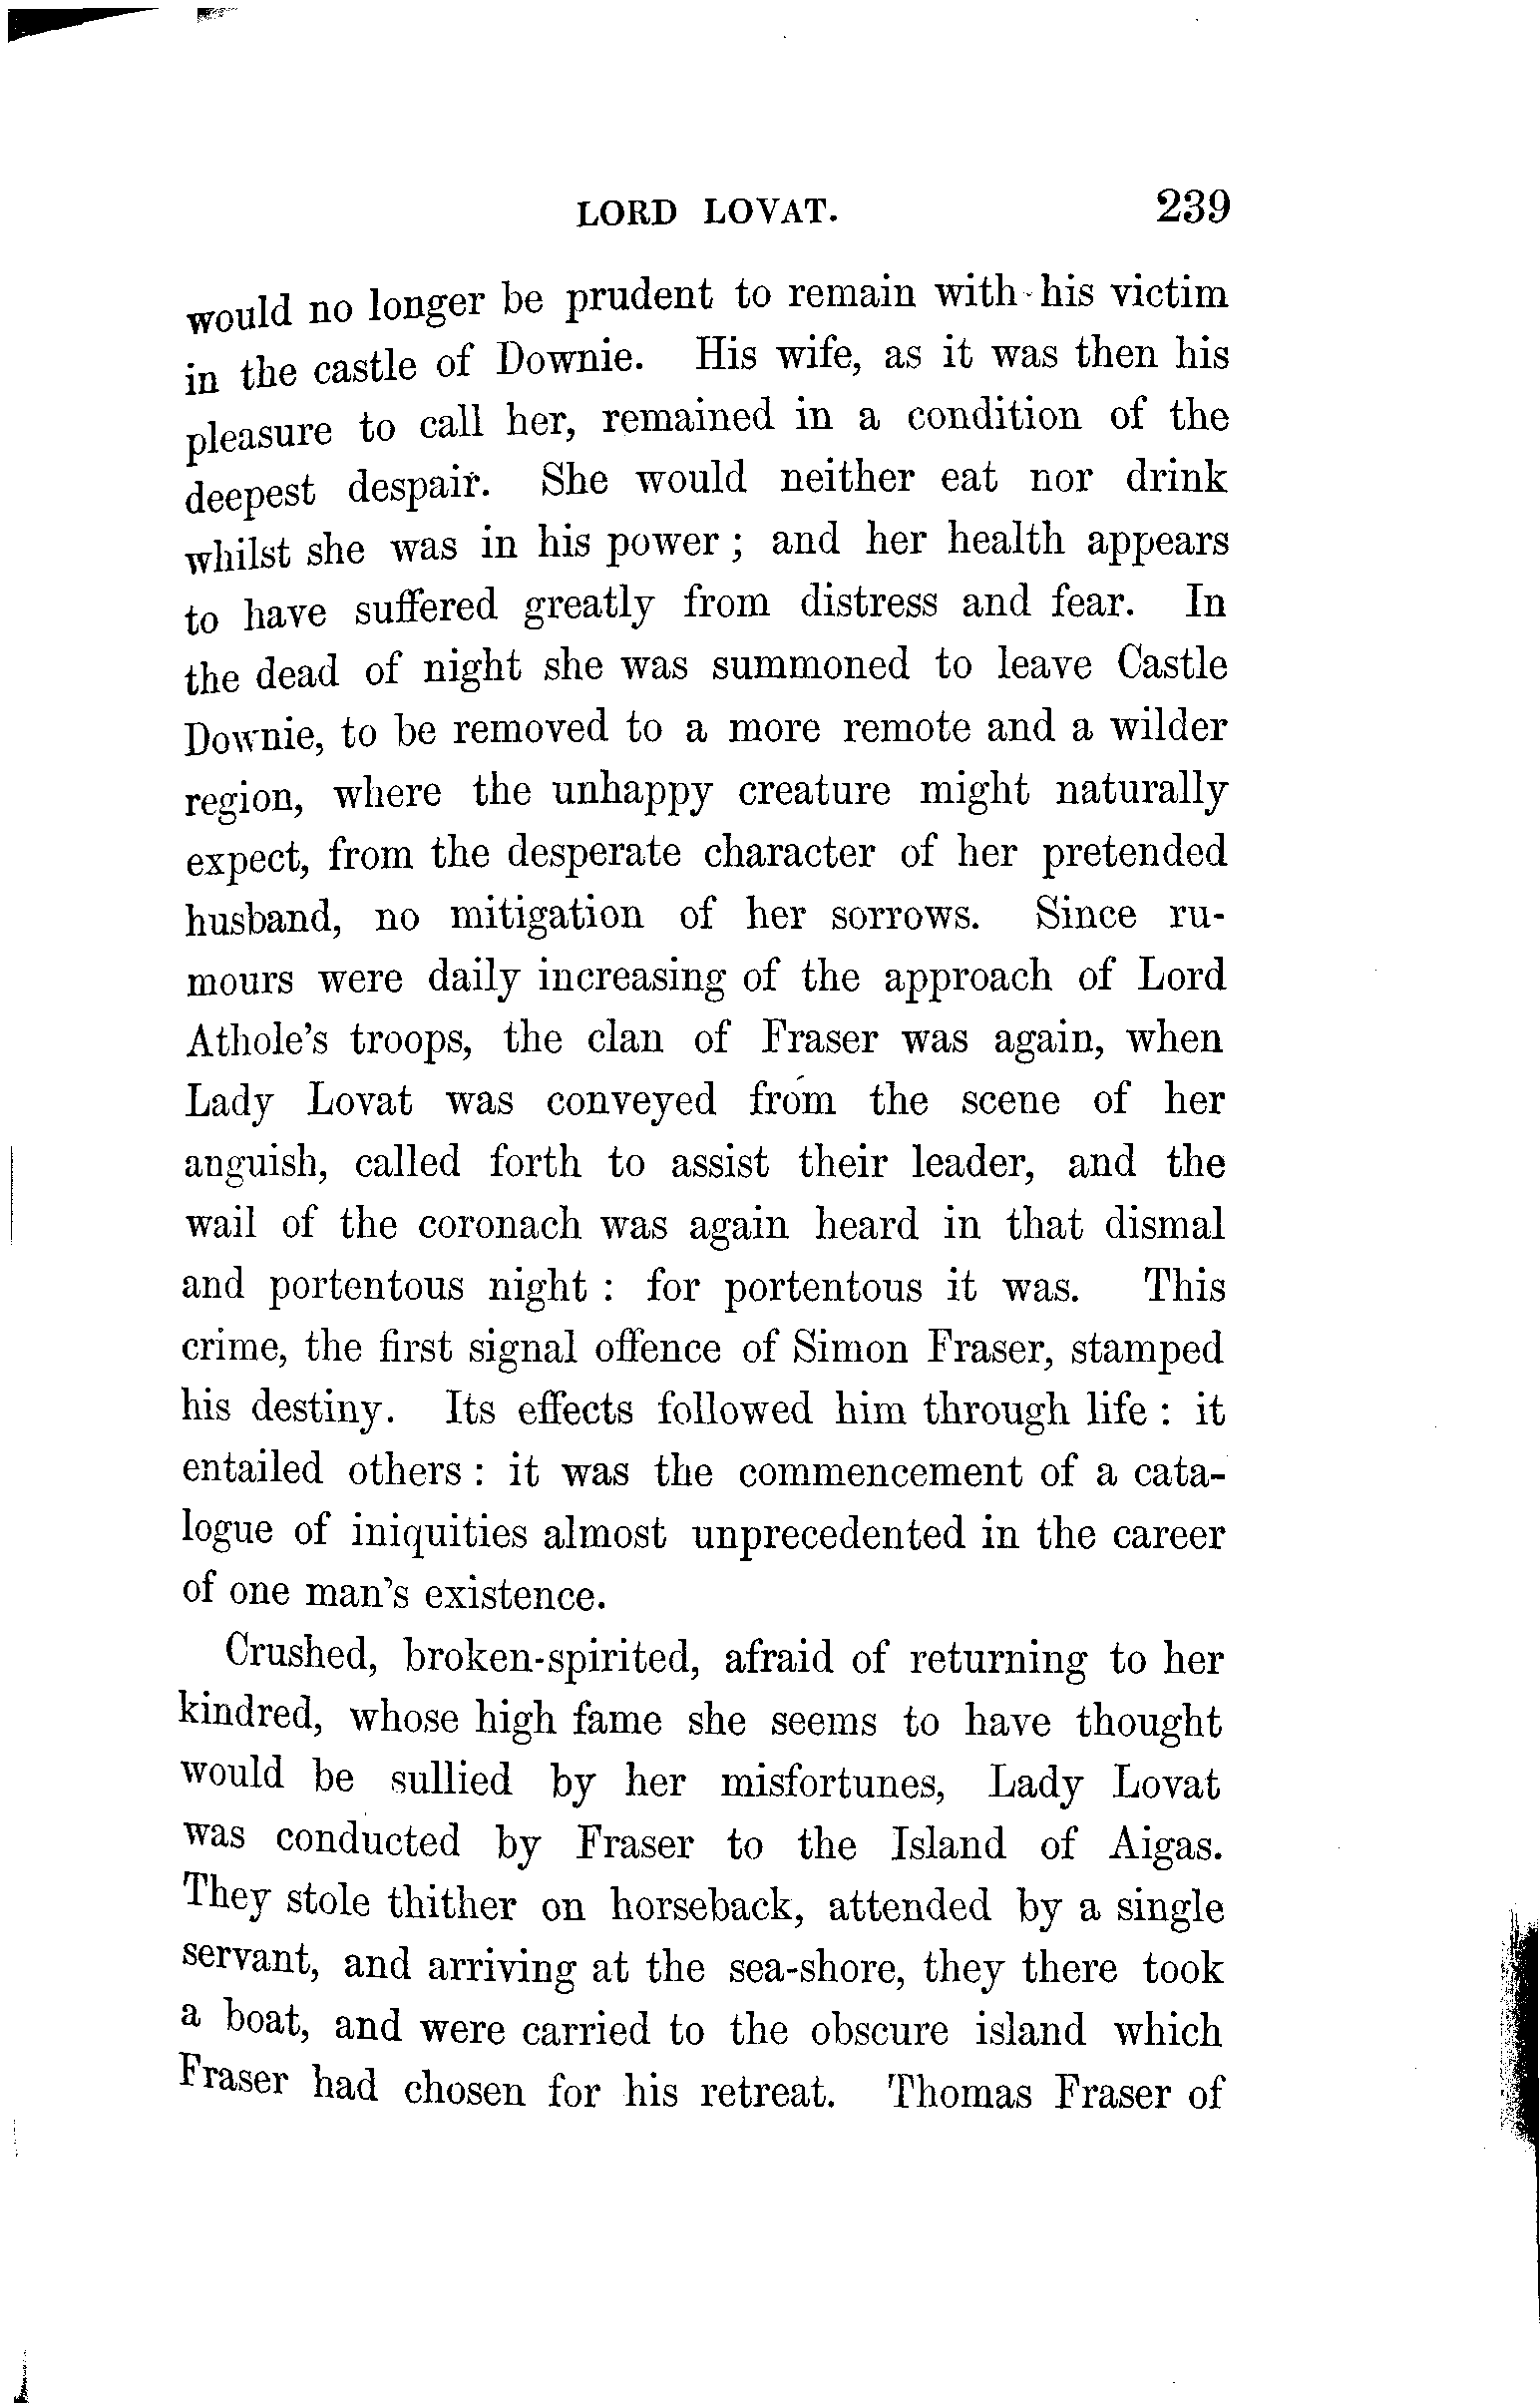 LORD LOVAT. 239
would no longer be prudent to remain with his victim
in the castle of Downie. His wife, as it was then his
pleasure to call her, remained in a condition of the
deepest despair. She would neither eat nor drink
whilst she was in his power; and her health appears
to have suffered greatly from distress and fear. In
the dead of night she was summoned to leave Castle
Downie, to be removed to a more remote and a wilder
region, where the unhappy creature might naturally
expect, from the desperate character of her pretended
husband, no mitigation of her sorrows. Since ru-
mours were daily increasing of the approach of Lord
Athole's troops, the clan of Fraser was again, when
Lady Lovat was conveyed from the scene of her
anguish, called forth to assist their leader, and the
wail of the coronach was again heard in that dismal
and portentous night: for portentous it was. This
crime, the first signal offence of Simon Fraser, stamped
his destiny. Its effects followed him through life: it
entailed others: it was the commencement of a cata-
logue of iniquities almost unprecedented in the career
of one man's existence.
Crushed, broken-spirited, afraid of returning to her
kindred, whose high fame she seems to have thought
would be sullied by her misfortunes, Lady Lovat
was conducted by Fraser to the Island of Aigas.
They stole thither on horseback, attended by a single
servant, and arriving at the sea-shore, they there took
a boat, and were carried to the obscure island which
Fraser had chosen for his retreat. Thomas Fraser of